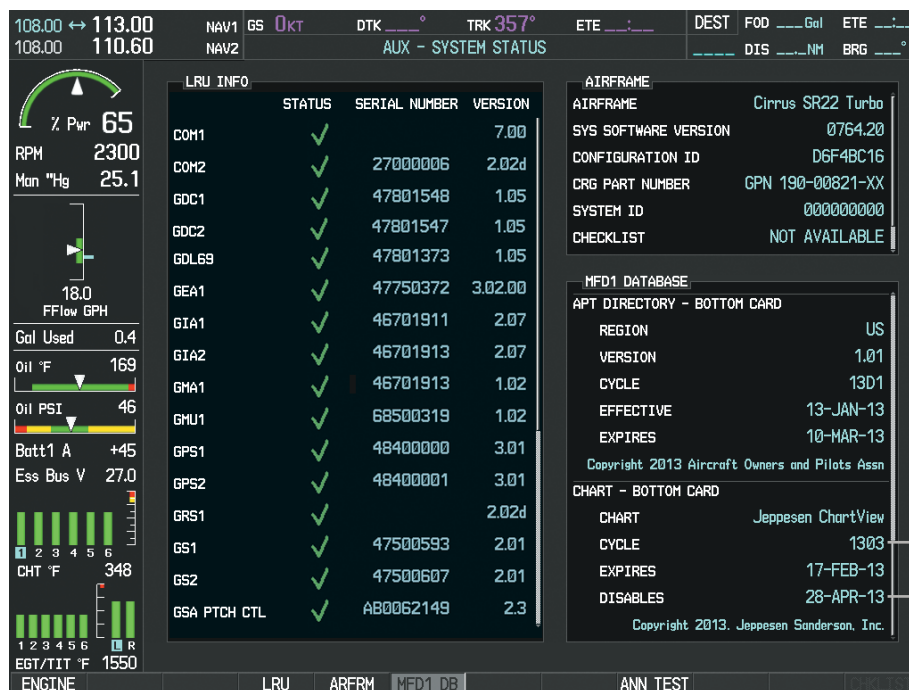 108.00 ↔ 113.00 NAV1 GS 0KT DTK ___° TRK 357° ETE __:__ DEST FOD ___Gal ETE __:__
108.00 110.60 NAV2 AUX – SYSTEM STATUS ____ DIS __._NM BRG ___°
% Pwr 65
RPM 2300
Man "Hg 25.1
18.0
FFlow GPH
Gal Used 0.4
Oil °F 169
Oil PSI 46
Batt1 A +45
Ess Bus V 27.0
1 2 3 4 5 6
CHT °F 348
1 2 3 4 5 6 L R
EGT/TIT °F 1550
LRU INFO
STATUS SERIAL NUMBER VERSION
COM1 ✓ 7.00
COM2 ✓ 27000006 2.02d
GDC1 ✓ 47801548 1.05
GDC2 ✓ 47801547 1.05
GDL69 ✓ 47801373 1.05
GEA1 ✓ 47750372 3.02.00
GIA1 ✓ 46701911 2.07
GIA2 ✓ 46701913 2.07
GMA1 ✓ 46701913 1.02
GMU1 ✓ 68500319 1.02
GPS1 ✓ 48400000 3.01
GPS2 ✓ 48400001 3.01
GRS1 ✓ 2.02d
GS1 ✓ 47500593 2.01
GS2 ✓ 47500607 2.01
GSA PTCH CTL ✓ AB0062149 2.3
AIRFRAME
AIRFRAME Cirrus SR22 Turbo
SYS SOFTWARE VERSION 0764.20
CONFIGURATION ID D6F4BC16
CRG PART NUMBER GPN 190-00821-XX
SYSTEM ID 000000000
CHECKLIST NOT AVAILABLE
MFD1 DATABASE
APT DIRECTORY – BOTTOM CARD
REGION US
VERSION 1.01
CYCLE 13D1
EFFECTIVE 13-JAN-13
EXPIRES 10-MAR-13
Copyright 2013 Aircraft Owners and Pilots Assn
CHART – BOTTOM CARD
CHART Jeppesen ChartView
CYCLE 1303
EXPIRES 17-FEB-13
DISABLES 28-APR-13
Copyright 2013. Jeppesen Sanderson, Inc.
ENGINE LRU ARFRM MFD1 DB ANN TEST CHKLIST